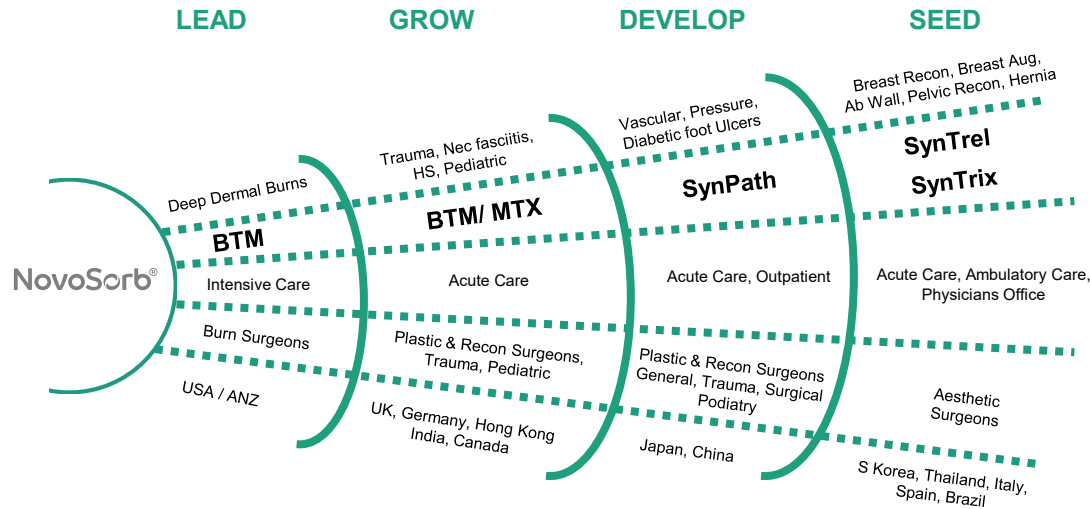 LEAD
GROW
DEVELOP
SEED
Deep Dermal Burns
Trauma, Nec fasciitis,
HS, Pediatric
Vascular, Pressure,
Diabetic foot Ulcers
Breast Recon, Breast Aug,
Ab Wall, Pelvic Recon, Hernia
BTM
BTM/ MTX
SynPath
SynTrel
SynTrix
NovoSorb®
Intensive Care
Acute Care
Acute Care, Outpatient
Acute Care, Ambulatory Care,
Physicians Office
Burn Surgeons
Plastic & Recon Surgeons,
Trauma, Pediatric
Plastic & Recon Surgeons
General, Trauma, Surgical
Podiatry
Aesthetic
Surgeons
USA / ANZ
UK, Germany, Hong Kong
India, Canada
Japan, China
S Korea, Thailand, Italy,
Spain, Brazil